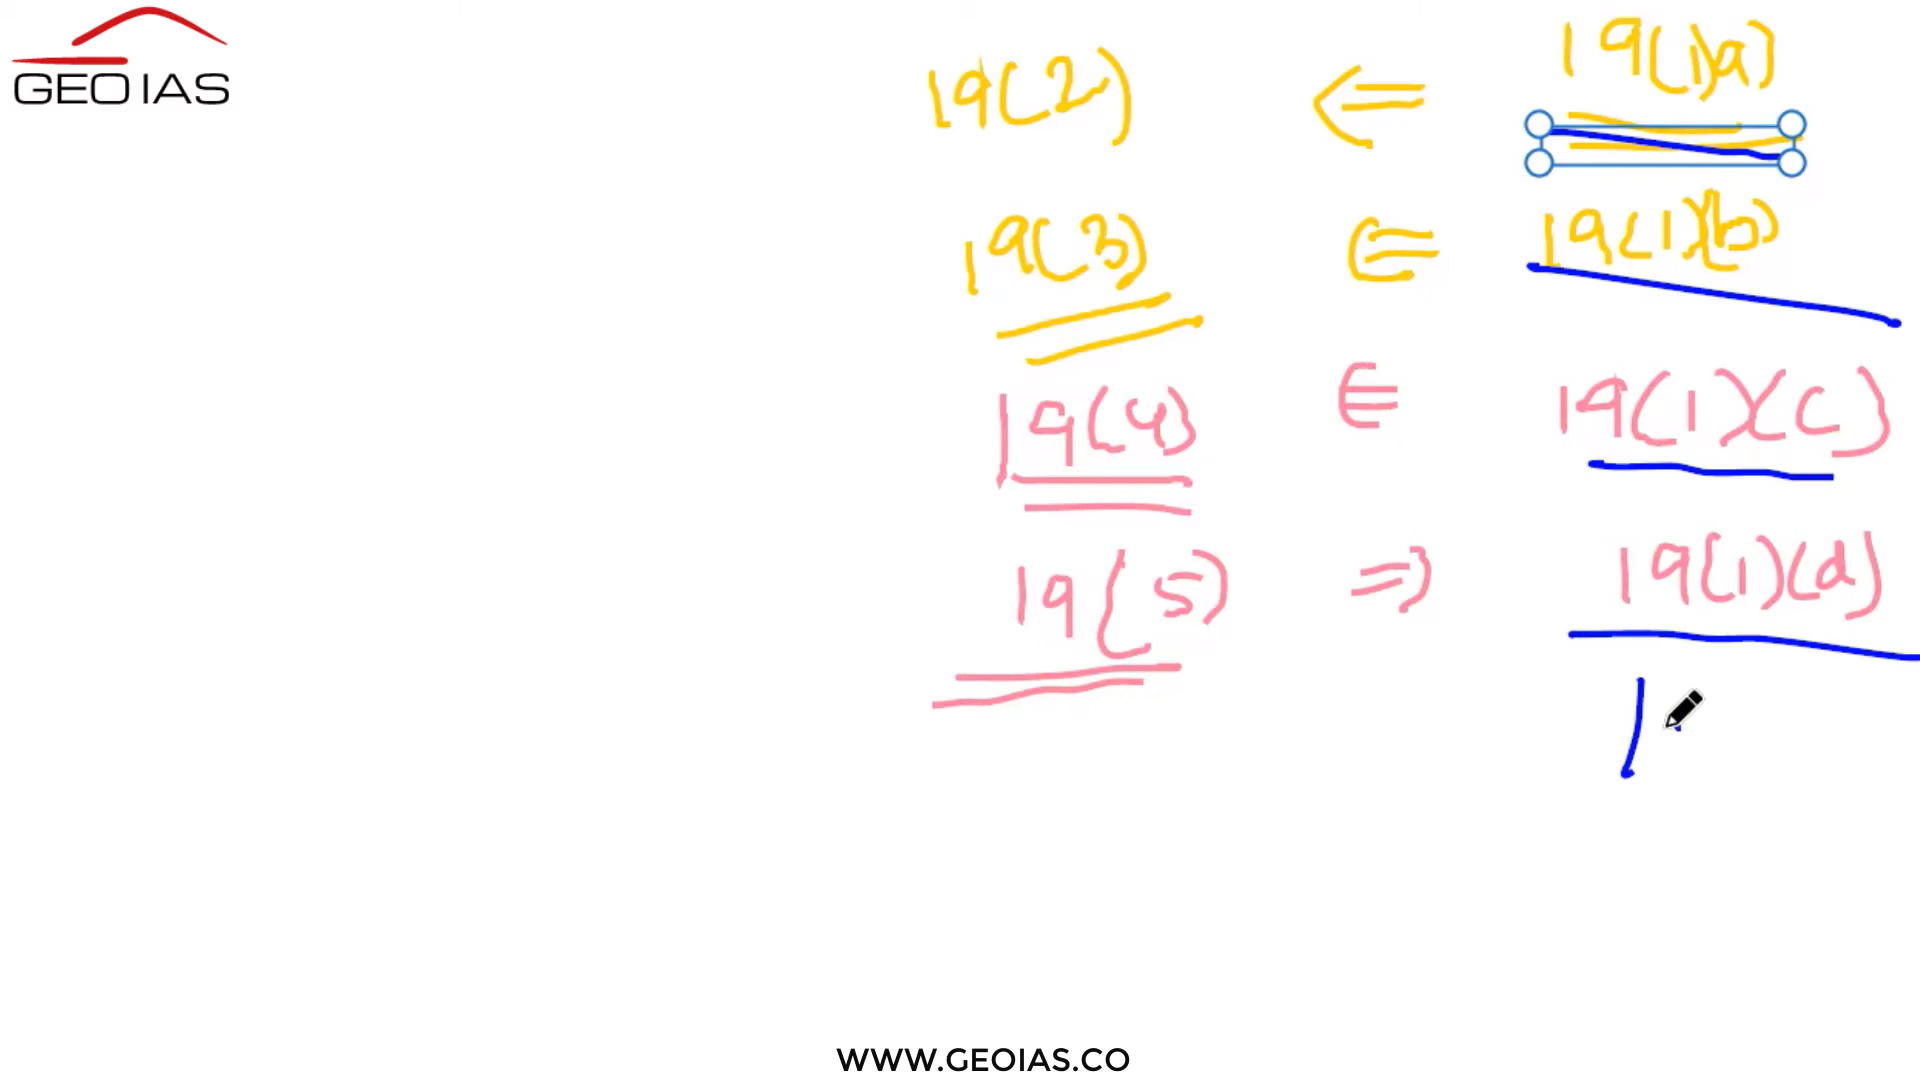 GEO IAS
19(2) ⇐ 19(1)a)
19(3) ⇐ 19(1)(b)
19(4) ⇐ 19(1)(c)
19(5) ⇒ 19(1)(d)
1
WWW.GEOIAS.CO